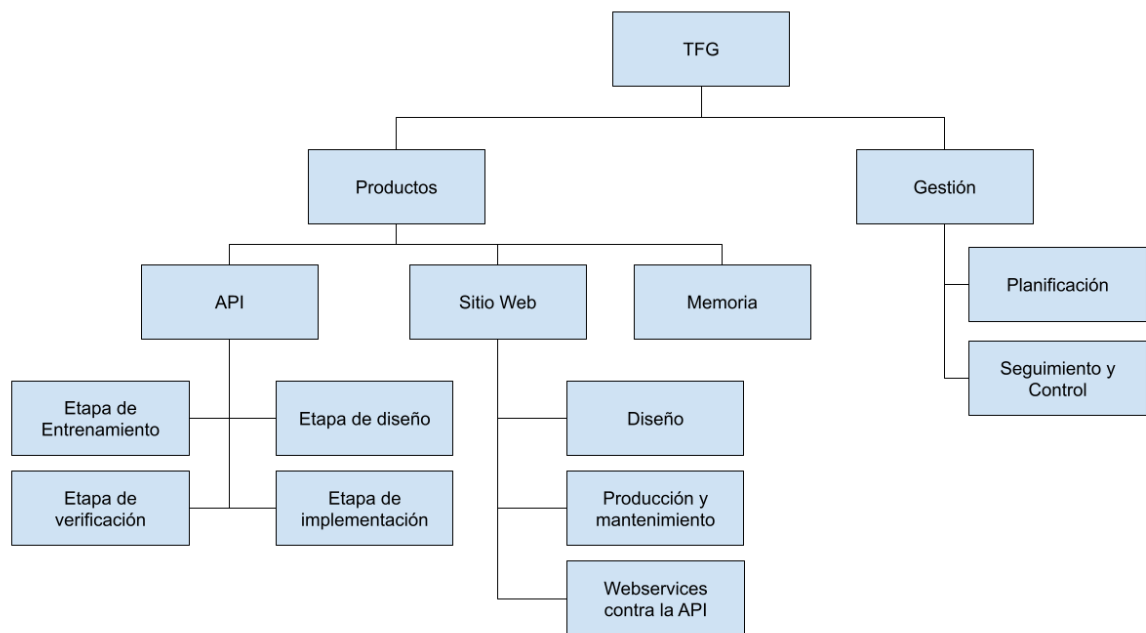 TFG
Productos
Gestión
API
Sitio Web
Memoria
Planificación
Seguimiento y
Control
Etapa de
Entrenamiento
Etapa de diseño
Diseño
Etapa de
verificación
Etapa de
implementación
Producción y
mantenimiento
Webservices
contra la API